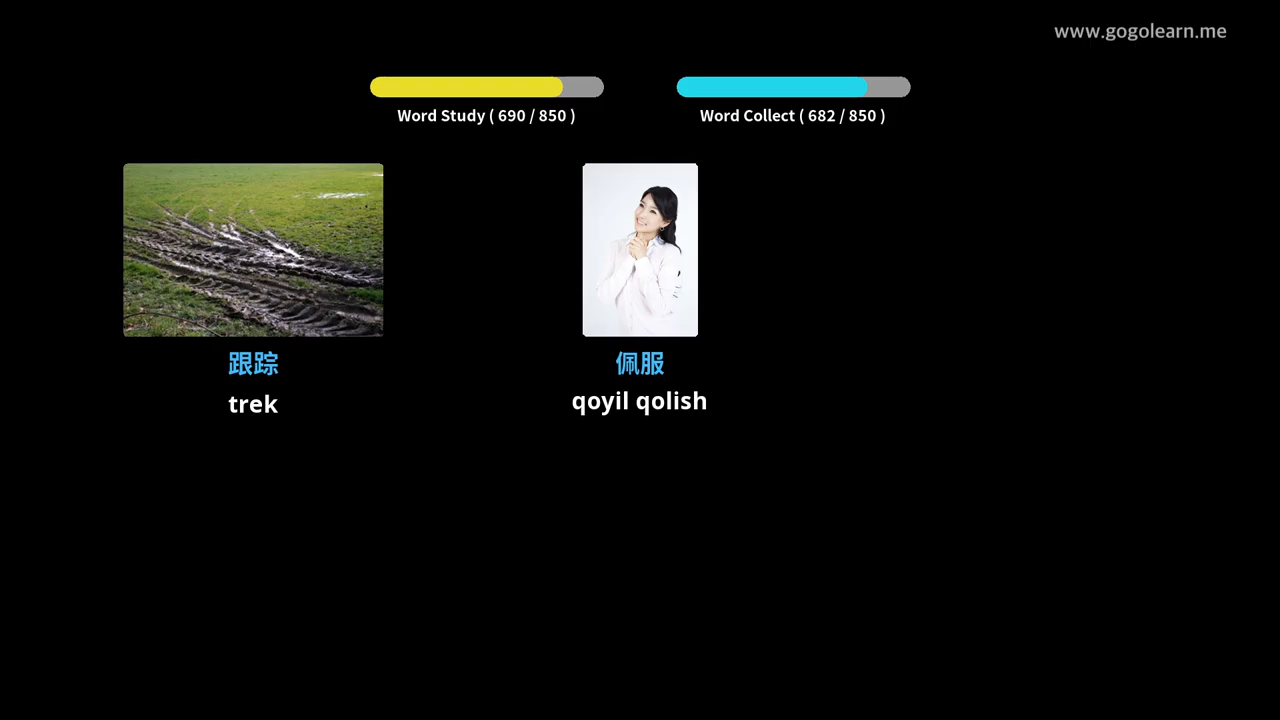 www.gogolearn.me
Word Study ( 690 / 850 )
Word Collect ( 682 / 850 )
跟踪
trek
佩服
qoyil qolish